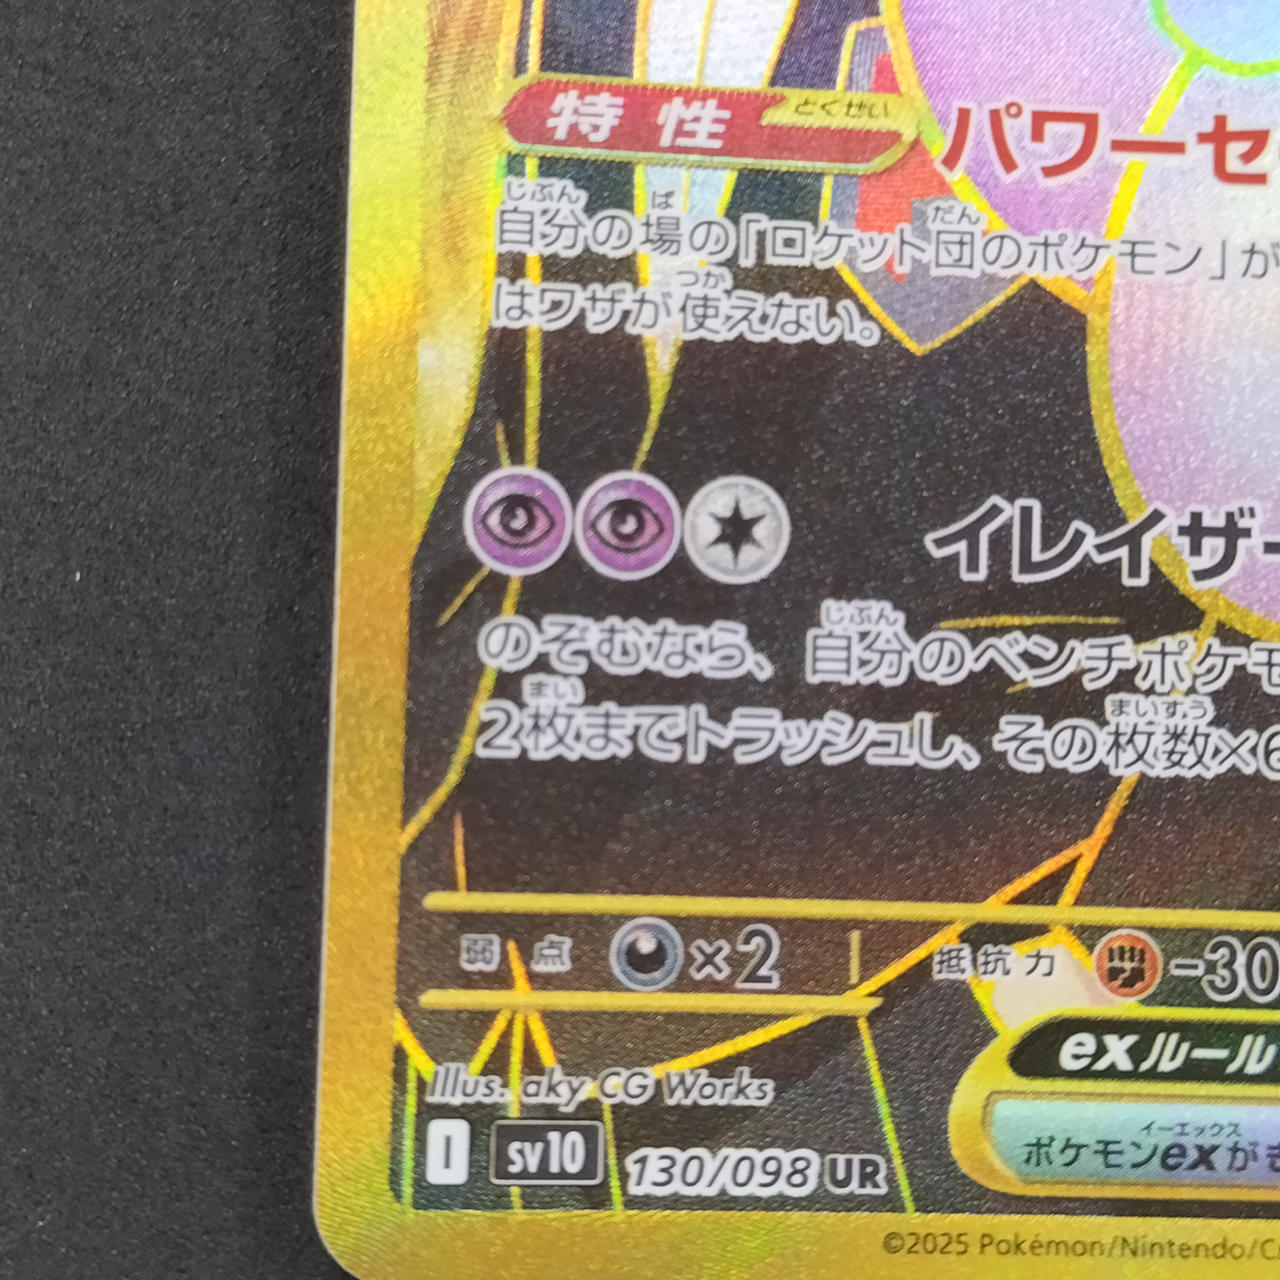 特性 とくせい パワーセ
じぶん ば だん
自分の場の「ロケット団のポケモン」が
つか
はワザが使えない。
イレイザー
じぶん
のぞむなら、自分のベンチポケモ
まい まいすう
2枚までトラッシュし、その枚数×6
弱点 ×2 抵抗力 -30
exルール
Illus. aky CG Works
イーエックス
ポケモンexがき
I sv10 130/098 UR
©2025 Pokémon/Nintendo/C